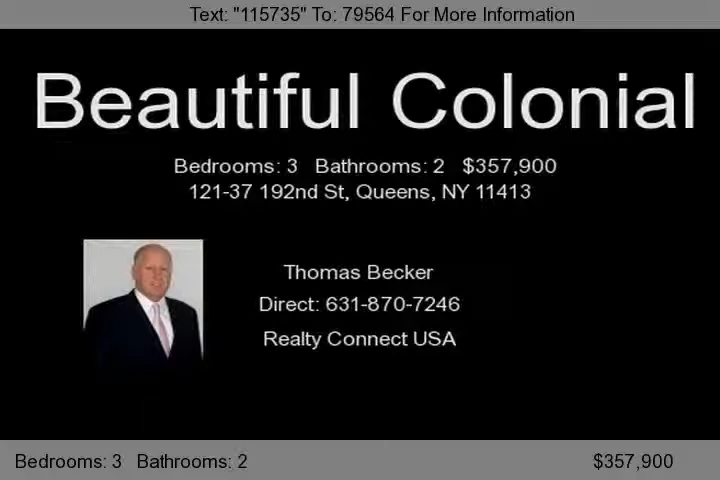 Text: "115735" To: 79564 For More Information
Beautiful Colonial
Bedrooms: 3 Bathrooms: 2 $357,900
121-37 192nd St, Queens, NY 11413
Thomas Becker
Direct: 631-870-7246
Realty Connect USA
Bedrooms: 3 Bathrooms: 2 $357,900